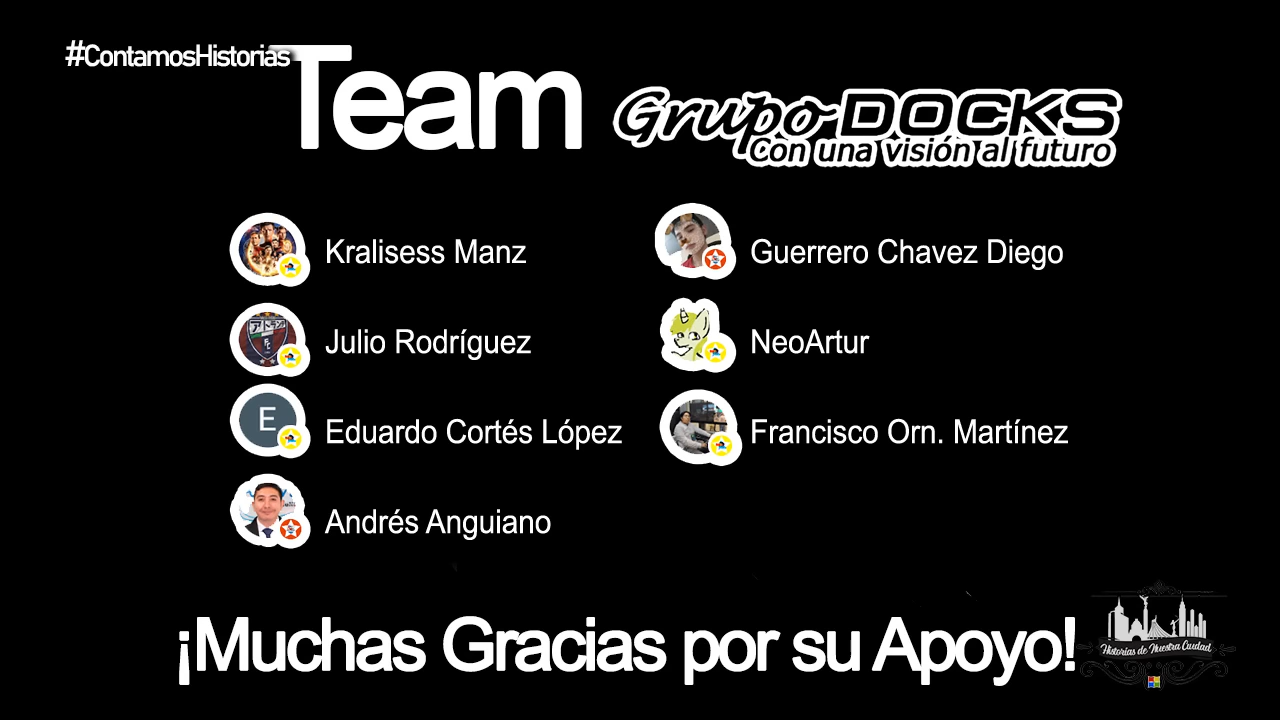 #ContamosHistorias
Team Grupo DOCKS
Con una visión al futuro
Kralisess Manz
Guerrero Chavez Diego
Julio Rodríguez
NeoArtur
E
Eduardo Cortés López
Francisco Orn. Martínez
Andrés Anguiano
¡Muchas Gracias por su Apoyo!
Historias de Nuestra Ciudad